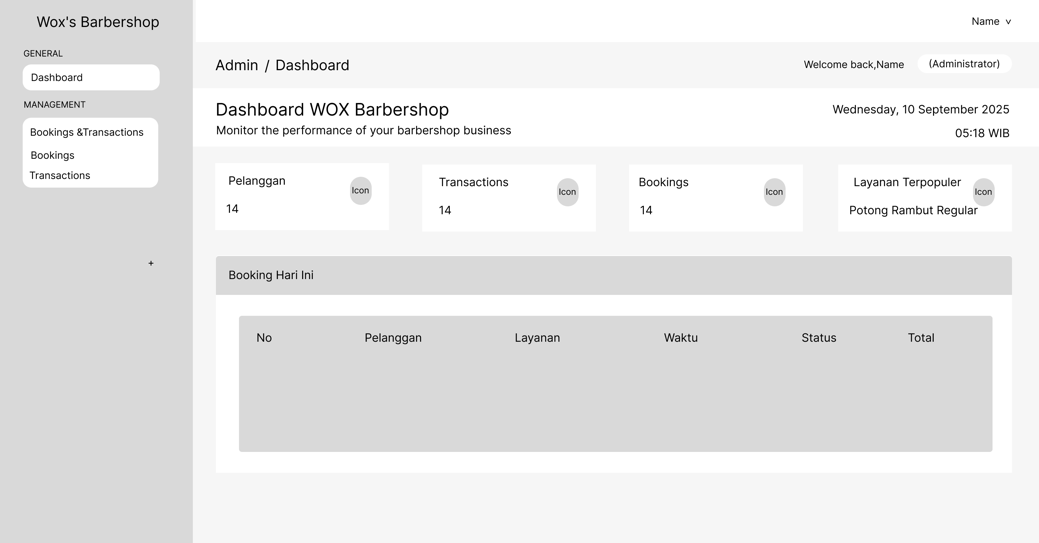 Wox's Barbershop
GENERAL
Dashboard
MANAGEMENT
Bookings &Transactions
Bookings
Transactions
+
Name v
Admin / Dashboard
Welcome back,Name
(Administrator)
Dashboard WOX Barbershop
Monitor the performance of your barbershop business
Wednesday, 10 September 2025
05:18 WIB
Pelanggan
Icon
14
Transactions
Icon
14
Bookings
Icon
14
Layanan Terpopuler
Icon
Potong Rambut Regular
Booking Hari Ini
No Pelanggan Layanan Waktu Status Total